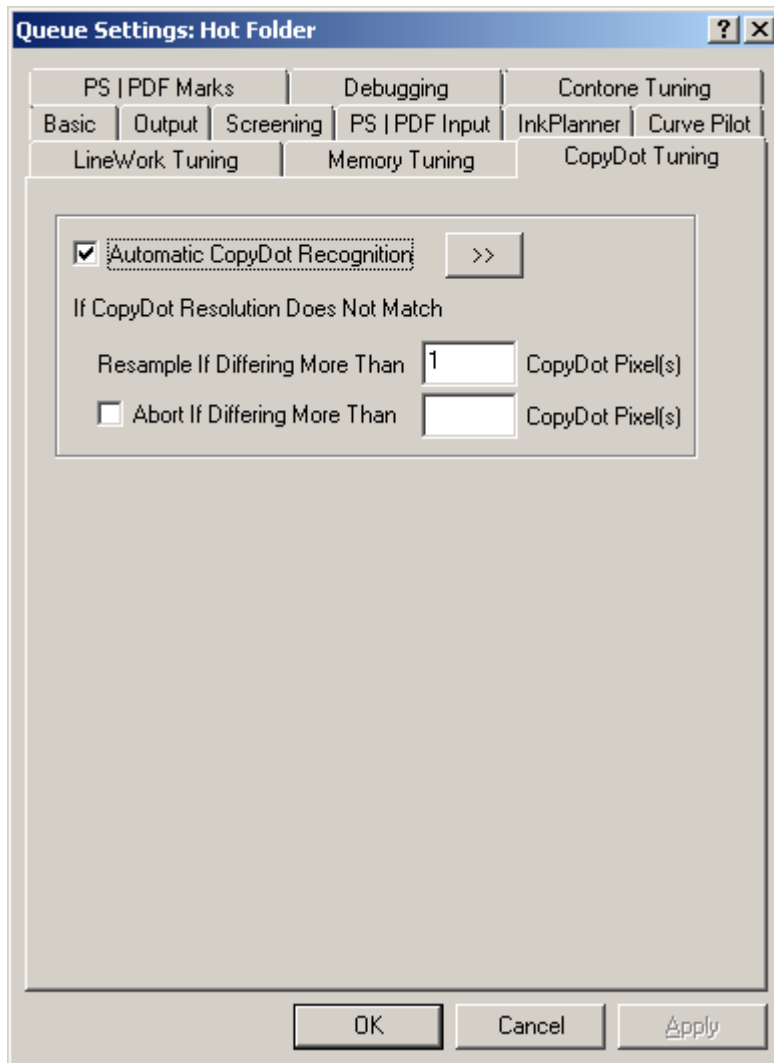 Queue Settings: Hot Folder
PS | PDF Marks Debugging Contone Tuning
Basic Output Screening PS | PDF Input InkPlanner Curve Pilot
LineWork Tuning Memory Tuning CopyDot Tuning
Automatic CopyDot Recognition >>
If CopyDot Resolution Does Not Match
Resample If Differing More Than 1 CopyDot Pixel(s)
Abort If Differing More Than CopyDot Pixel(s)
OK Cancel Apply